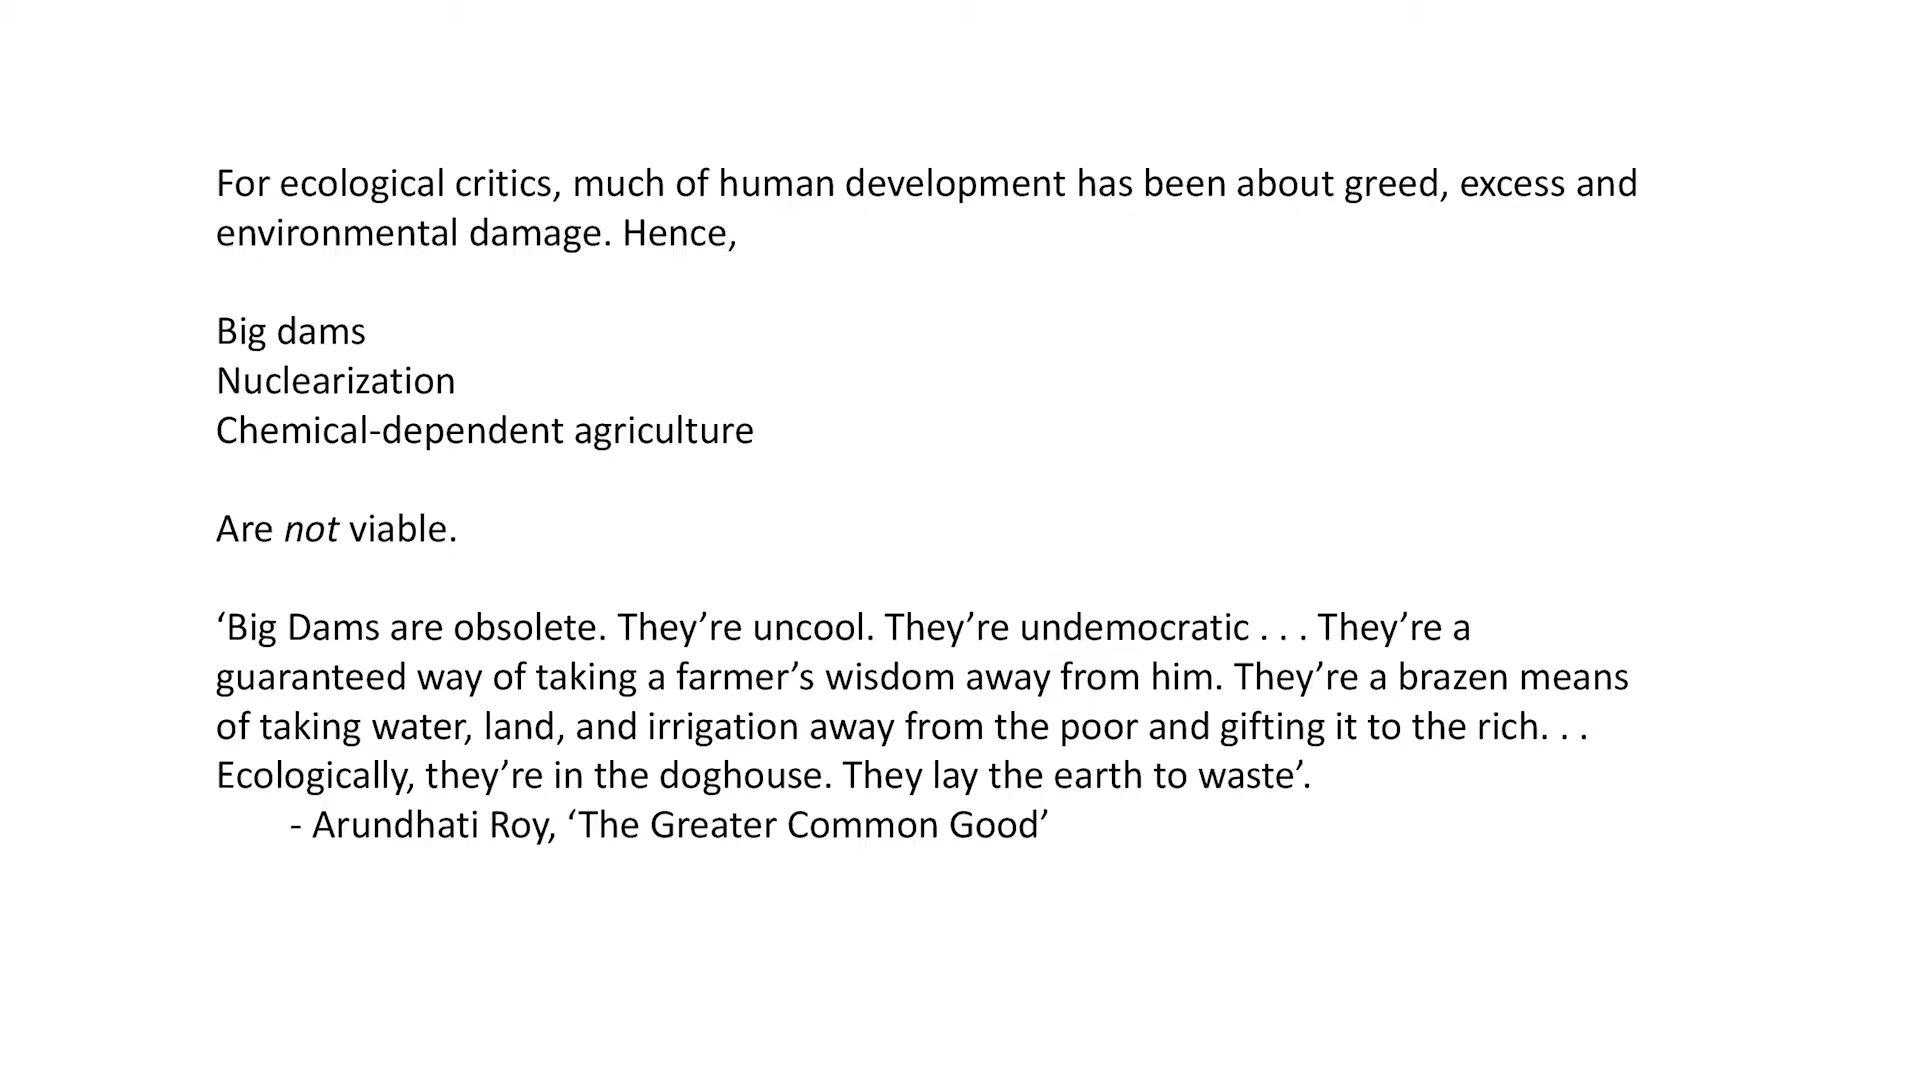 For ecological critics, much of human development has been about greed, excess and
environmental damage. Hence,
Big dams
Nuclearization
Chemical-dependent agriculture
Are not viable.
‘Big Dams are obsolete. They’re uncool. They’re undemocratic . . . They’re a
guaranteed way of taking a farmer’s wisdom away from him. They’re a brazen means
of taking water, land, and irrigation away from the poor and gifting it to the rich. . .
Ecologically, they’re in the doghouse. They lay the earth to waste’.
- Arundhati Roy, ‘The Greater Common Good’